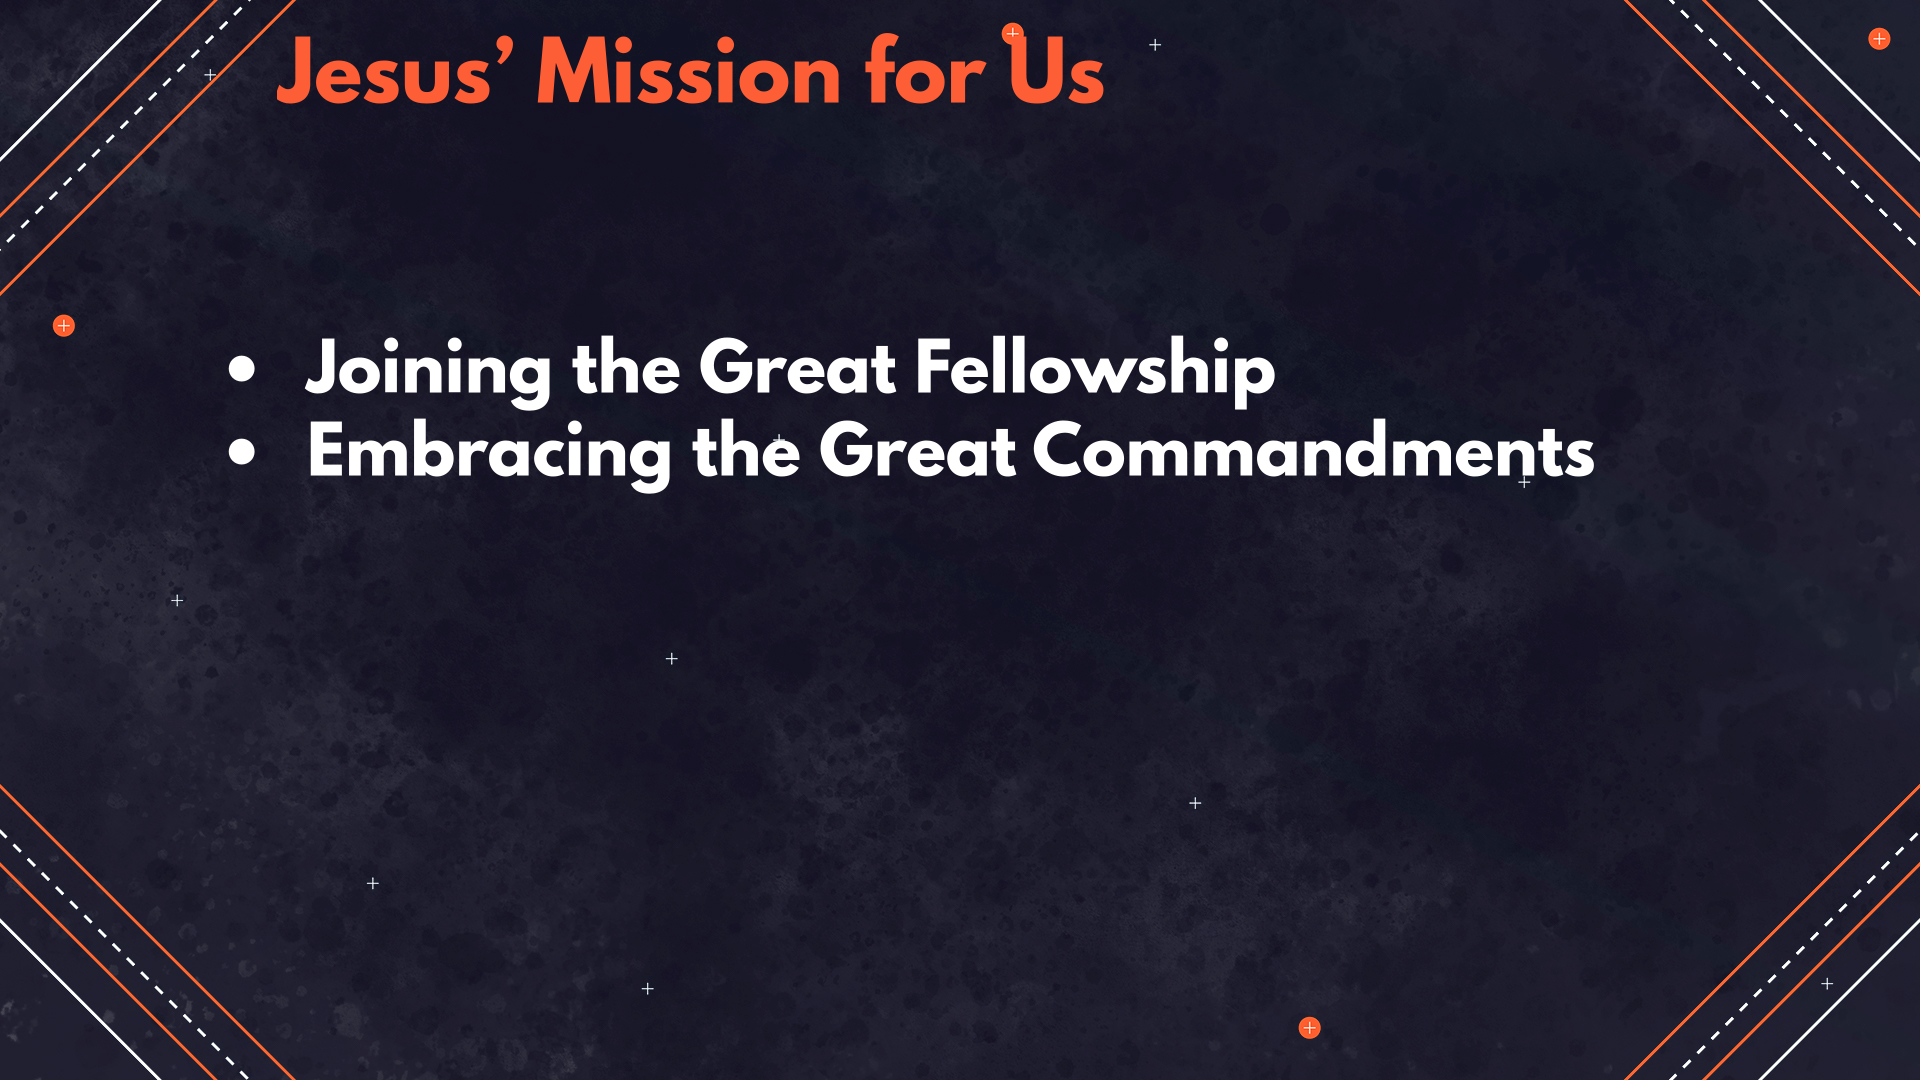 Jesus’ Mission for Us
• Joining the Great Fellowship
• Embracing the Great Commandments